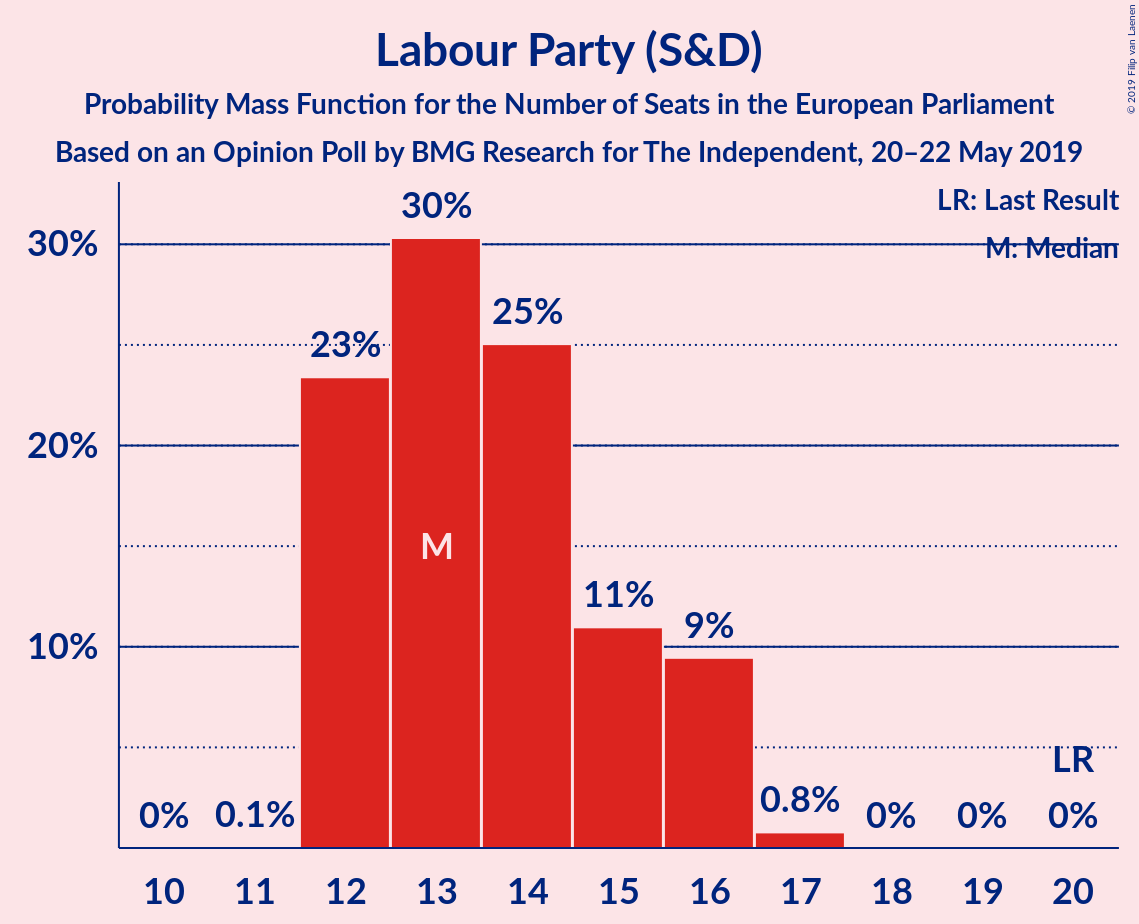 Labour Party (S&D)
Probability Mass Function for the Number of Seats in the European Parliament
Based on an Opinion Poll by BMG Research for The Independent, 20–22 May 2019
© 2019 Filip van Laenen
LR: Last Result
M: Median
30%
20%
10%
0%
0.1%
23%
30%
25%
11%
9%
0.8%
0%
0%
0%
M
LR
10 11 12 13 14 15 16 17 18 19 20